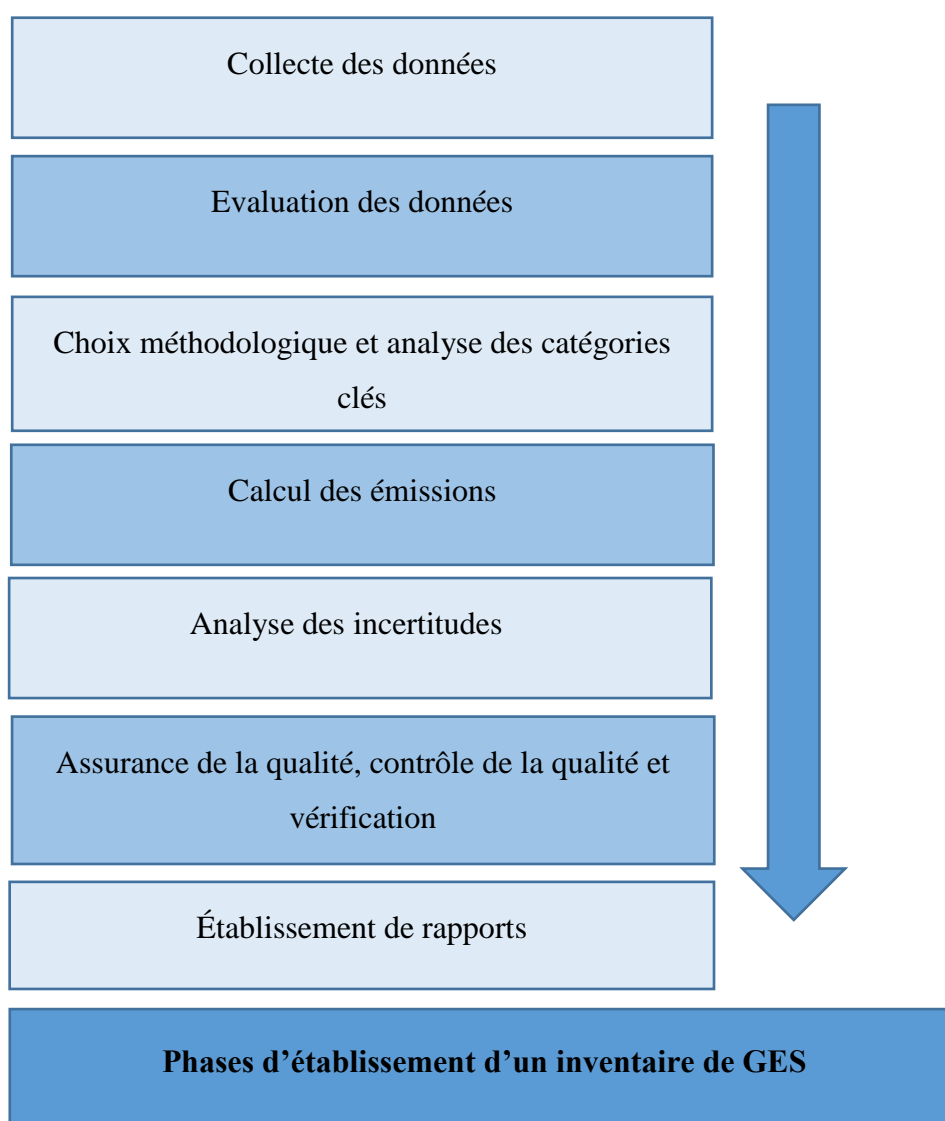 Collecte des données
Evaluation des données
Choix méthodologique et analyse des catégories
clés
Calcul des émissions
Analyse des incertitudes
Assurance de la qualité, contrôle de la qualité et
vérification
Établissement de rapports
Phases d’établissement d’un inventaire de GES